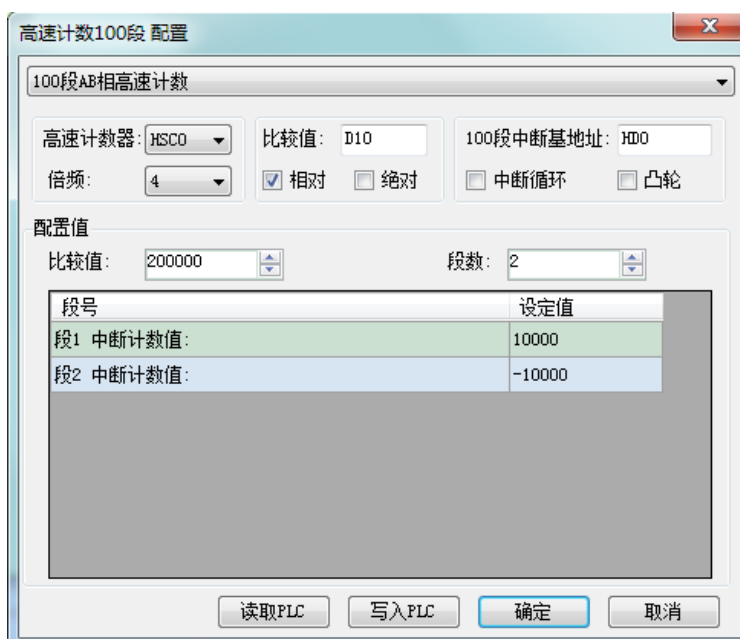 高速计数100段 配置
100段AB相高速计数
高速计数器: HSC0 比较值: D10 100段中断基地址: HD0
倍频: 4 相对 绝对 中断循环 凸轮
配置值
比较值: 200000 段数: 2
段号 设定值
段1 中断计数值: 10000
段2 中断计数值: -10000
读取PLC 写入PLC 确定 取消